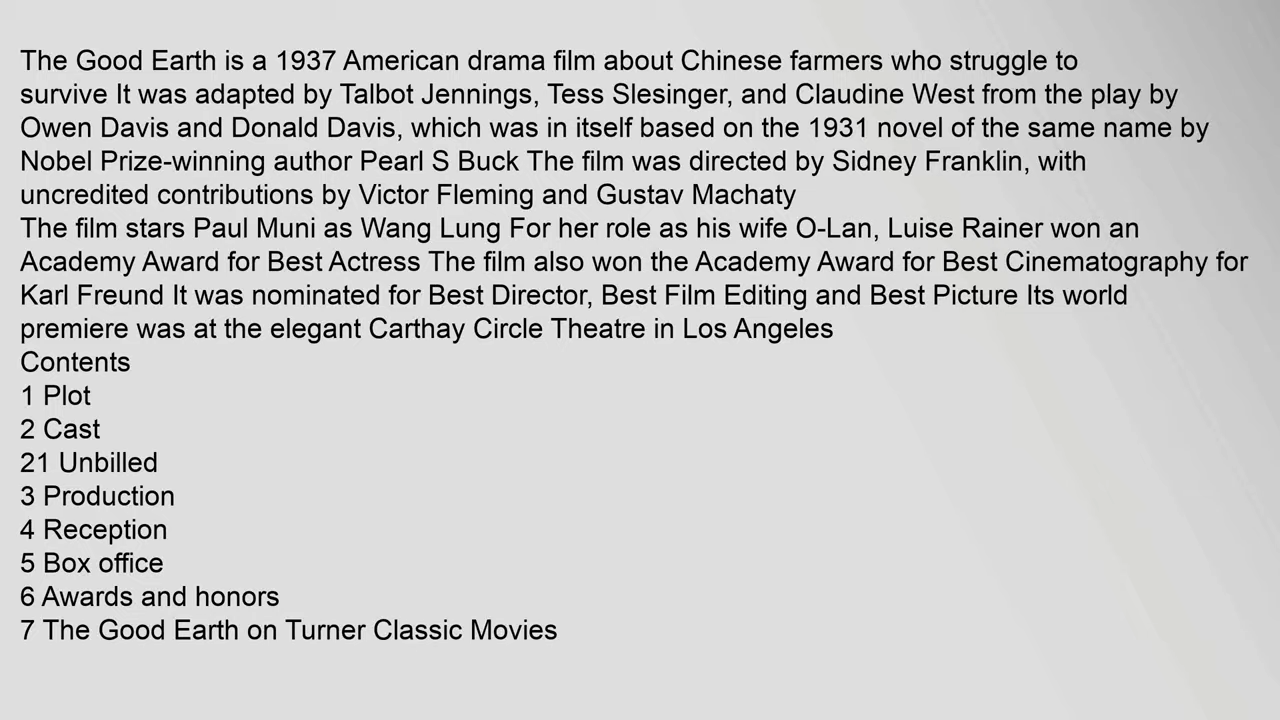 The Good Earth is a 1937 American drama film about Chinese farmers who struggle to
survive It was adapted by Talbot Jennings, Tess Slesinger, and Claudine West from the play by
Owen Davis and Donald Davis, which was in itself based on the 1931 novel of the same name by
Nobel Prize-winning author Pearl S Buck The film was directed by Sidney Franklin, with
uncredited contributions by Victor Fleming and Gustav Machaty
The film stars Paul Muni as Wang Lung For her role as his wife O-Lan, Luise Rainer won an
Academy Award for Best Actress The film also won the Academy Award for Best Cinematography for
Karl Freund It was nominated for Best Director, Best Film Editing and Best Picture Its world
premiere was at the elegant Carthay Circle Theatre in Los Angeles
Contents
1 Plot
2 Cast
21 Unbilled
3 Production
4 Reception
5 Box office
6 Awards and honors
7 The Good Earth on Turner Classic Movies